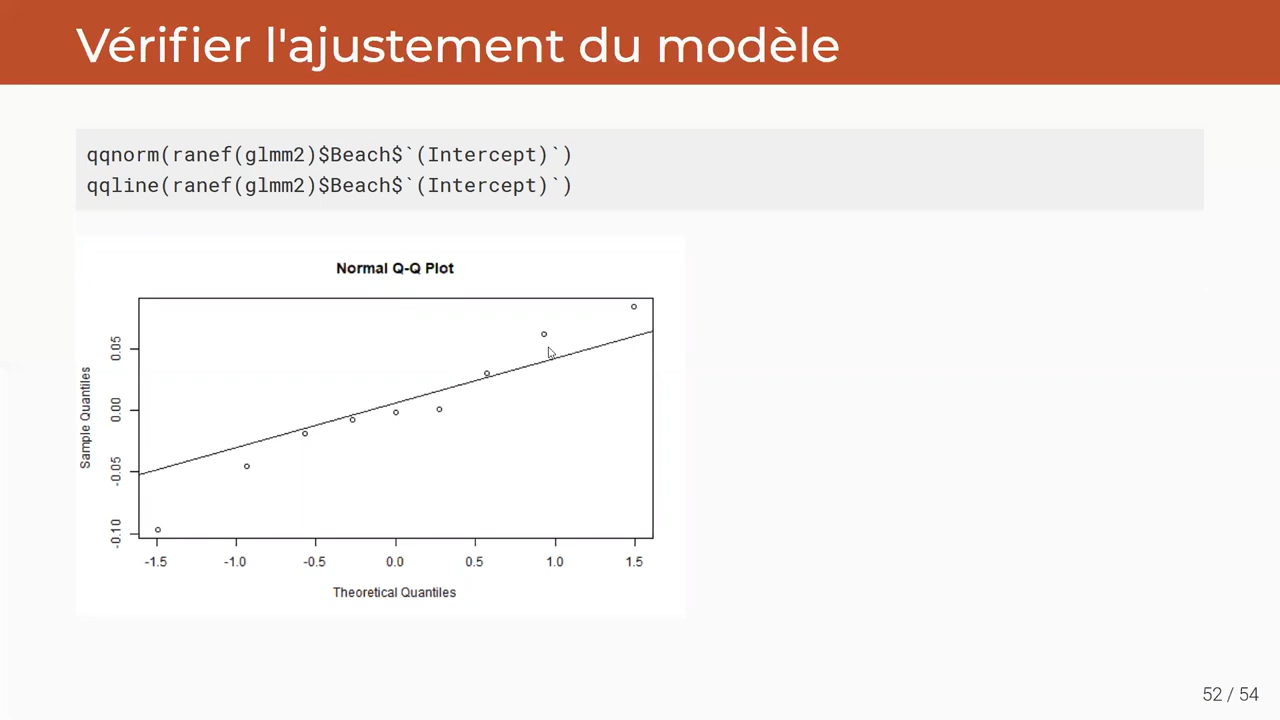 Vérifier l'ajustement du modèle
qqnorm(ranef(glmm2)$Beach$`(Intercept)`)
qqline(ranef(glmm2)$Beach$`(Intercept)`)
Normal Q-Q Plot
Sample Quantiles
0.05
0.00
-0.05
-0.10
-1.5 -1.0 -0.5 0.0 0.5 1.0 1.5
Theoretical Quantiles
52 / 54